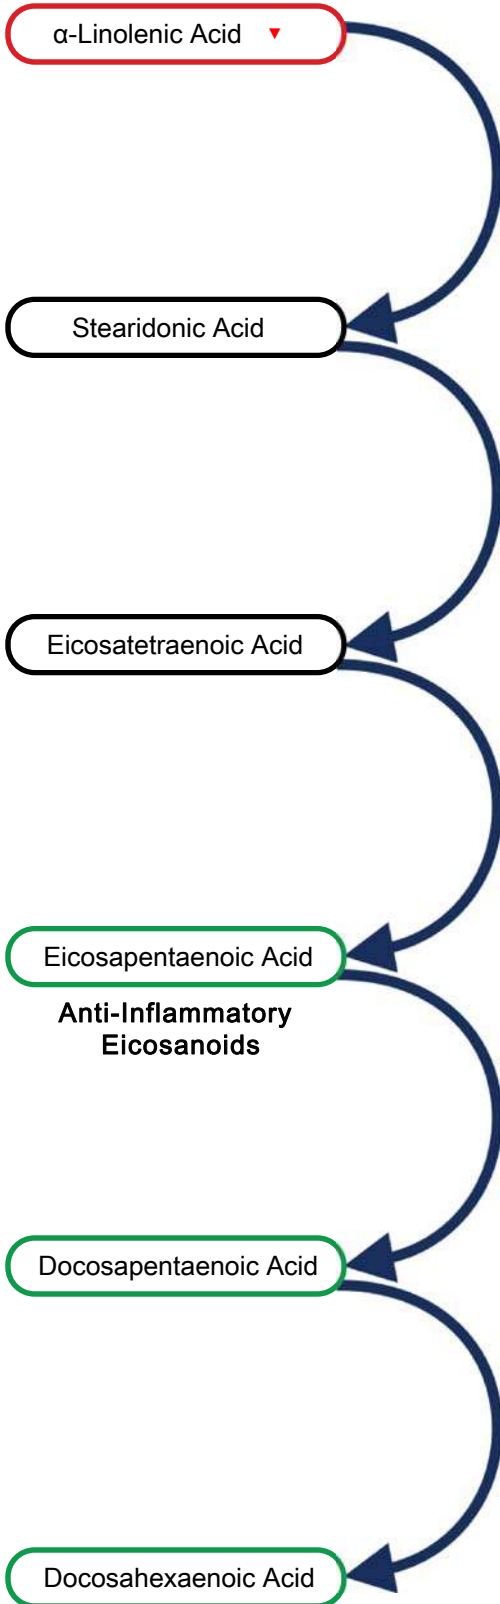 α-Linolenic Acid
Stearidonic Acid
Eicosatetraenoic Acid
Eicosapentaenoic Acid
Anti-Inflammatory
Eicosanoids
Docosapentaenoic Acid
Docosahexaenoic Acid